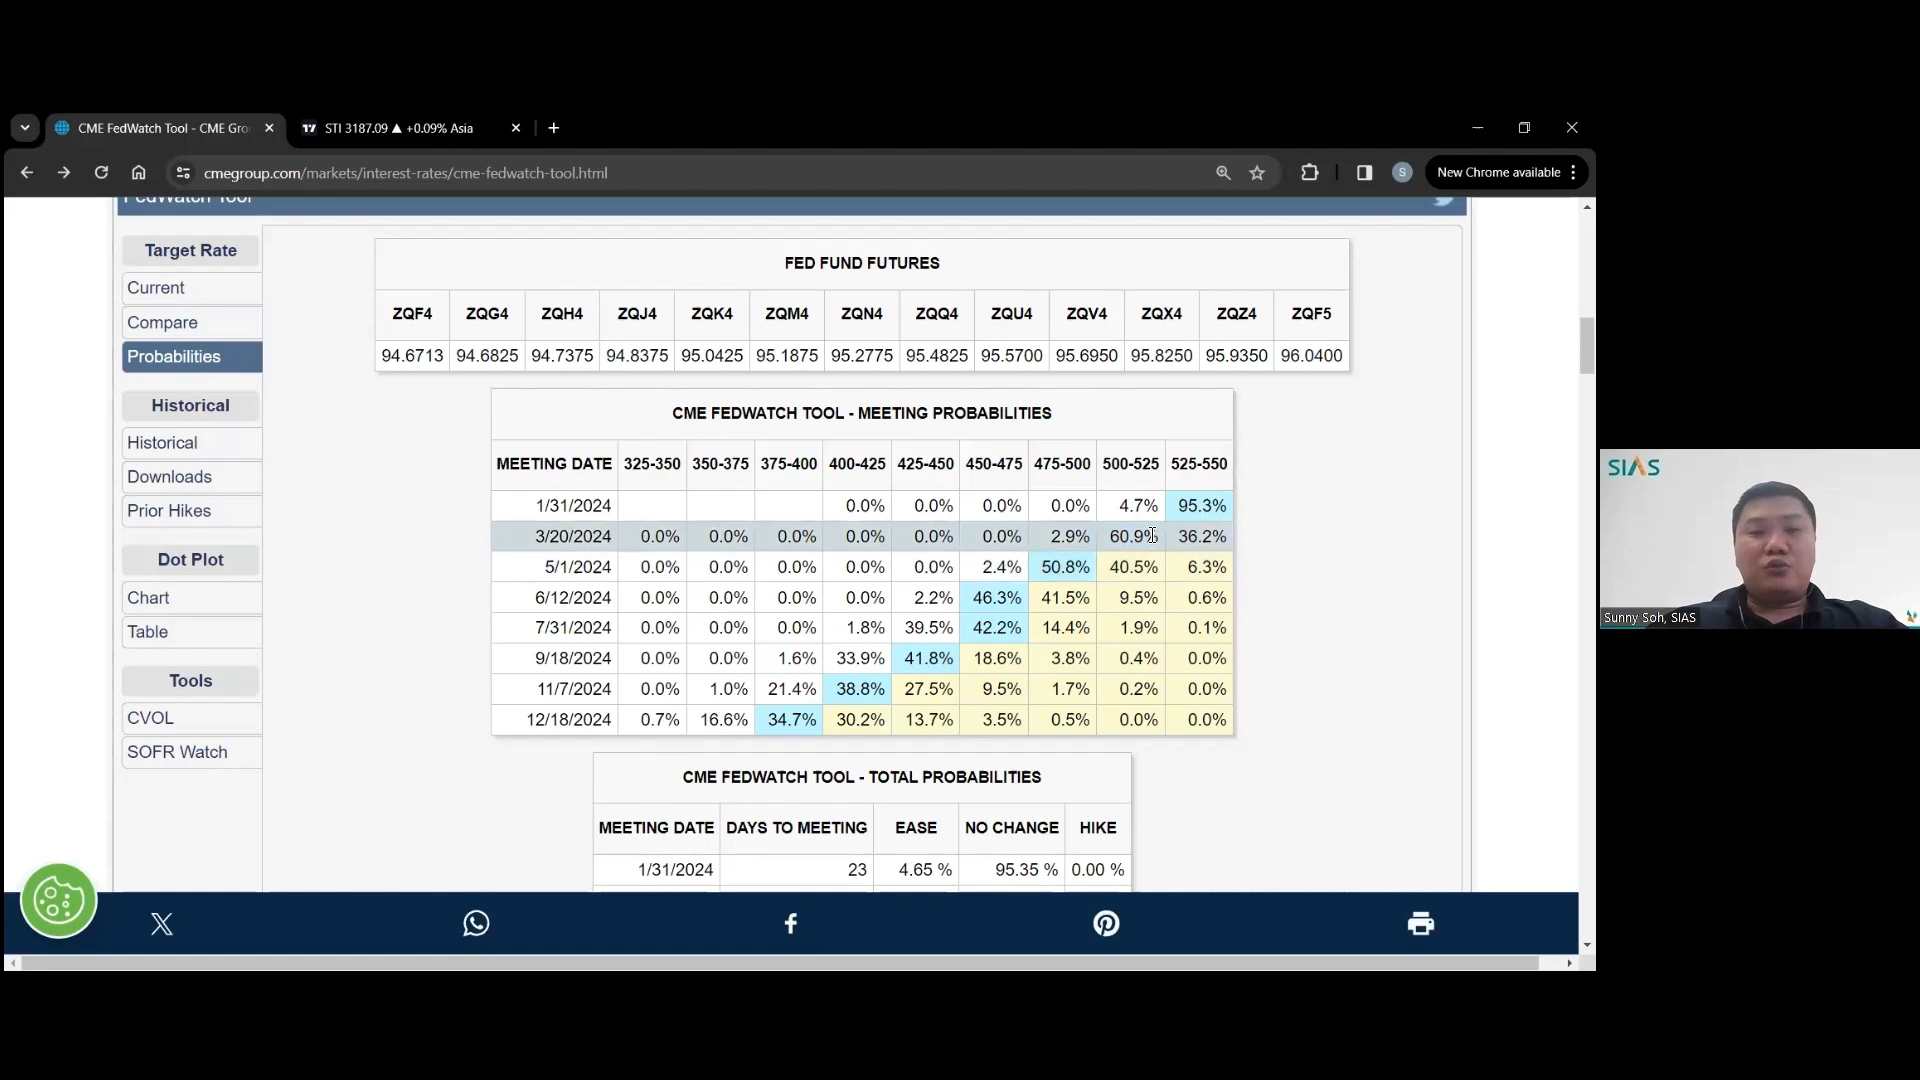 CME FedWatch Tool - CME Gro
STI 3187.09 ▲ +0.09% Asia
cmegroup.com/markets/interest-rates/cme-fedwatch-tool.html
S
New Chrome available
FedWatch Tool
Target Rate
Current
Compare
Probabilities
Historical
Historical
Downloads
Prior Hikes
Dot Plot
Chart
Table
Tools
CVOL
SOFR Watch
FED FUND FUTURES
ZQF4 ZQG4 ZQH4 ZQJ4 ZQK4 ZQM4 ZQN4 ZQQ4 ZQU4 ZQV4 ZQX4 ZQZ4 ZQF5
94.6713 94.6825 94.7375 94.8375 95.0425 95.1875 95.2775 95.4825 95.5700 95.6950 95.8250 95.9350 96.0400
CME FEDWATCH TOOL - MEETING PROBABILITIES
MEETING DATE 325-350 350-375 375-400 400-425 425-450 450-475 475-500 500-525 525-550
1/31/2024 0.0% 0.0% 0.0% 0.0% 4.7% 95.3%
3/20/2024 0.0% 0.0% 0.0% 0.0% 0.0% 0.0% 2.9% 60.9% 36.2%
5/1/2024 0.0% 0.0% 0.0% 0.0% 0.0% 2.4% 50.8% 40.5% 6.3%
6/12/2024 0.0% 0.0% 0.0% 0.0% 2.2% 46.3% 41.5% 9.5% 0.6%
7/31/2024 0.0% 0.0% 0.0% 1.8% 39.5% 42.2% 14.4% 1.9% 0.1%
9/18/2024 0.0% 0.0% 1.6% 33.9% 41.8% 18.6% 3.8% 0.4% 0.0%
11/7/2024 0.0% 1.0% 21.4% 38.8% 27.5% 9.5% 1.7% 0.2% 0.0%
12/18/2024 0.7% 16.6% 34.7% 30.2% 13.7% 3.5% 0.5% 0.0% 0.0%
CME FEDWATCH TOOL - TOTAL PROBABILITIES
MEETING DATE DAYS TO MEETING EASE NO CHANGE HIKE
1/31/2024 23 4.65 % 95.35 % 0.00 %
SIAS
Sunny Soh, SIAS